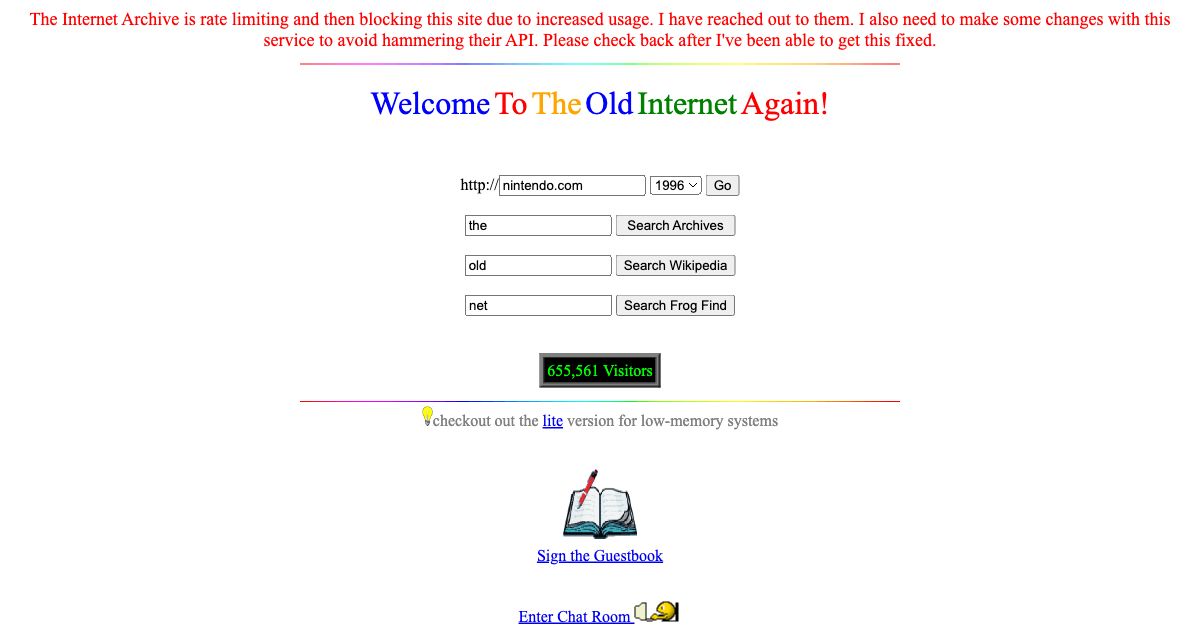 The Internet Archive is rate limiting and then blocking this site due to increased usage. I have reached out to them. I also need to make some changes with this
service to avoid hammering their API. Please check back after I've been able to get this fixed.
Welcome To The Old Internet Again!
http:// nintendo.com 1996 Go
the Search Archives
old Search Wikipedia
net Search Frog Find
655,561 Visitors
checkout out the lite version for low-memory systems
Sign the Guestbook
Enter Chat Room